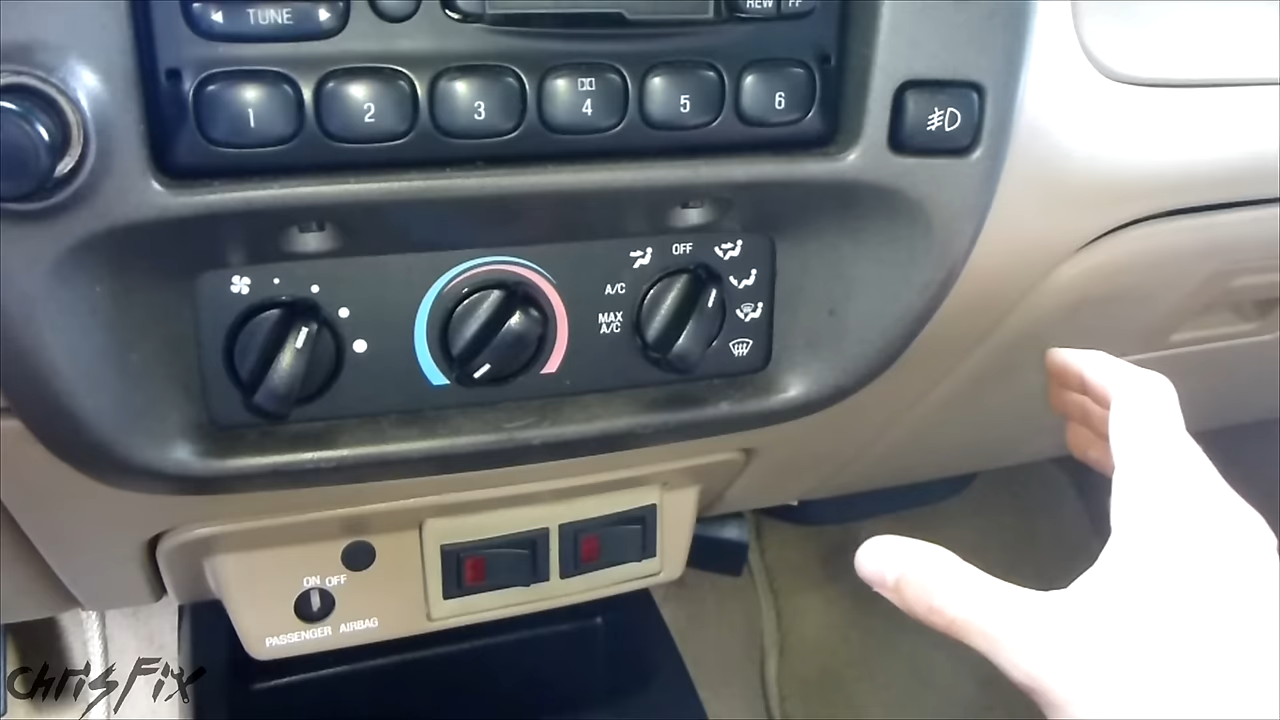 TUNE
REW FF
1 2 3 4 5 6
OFF
A/C
MAX
A/C
ON OFF
PASSENGER AIRBAG
ChrisFix